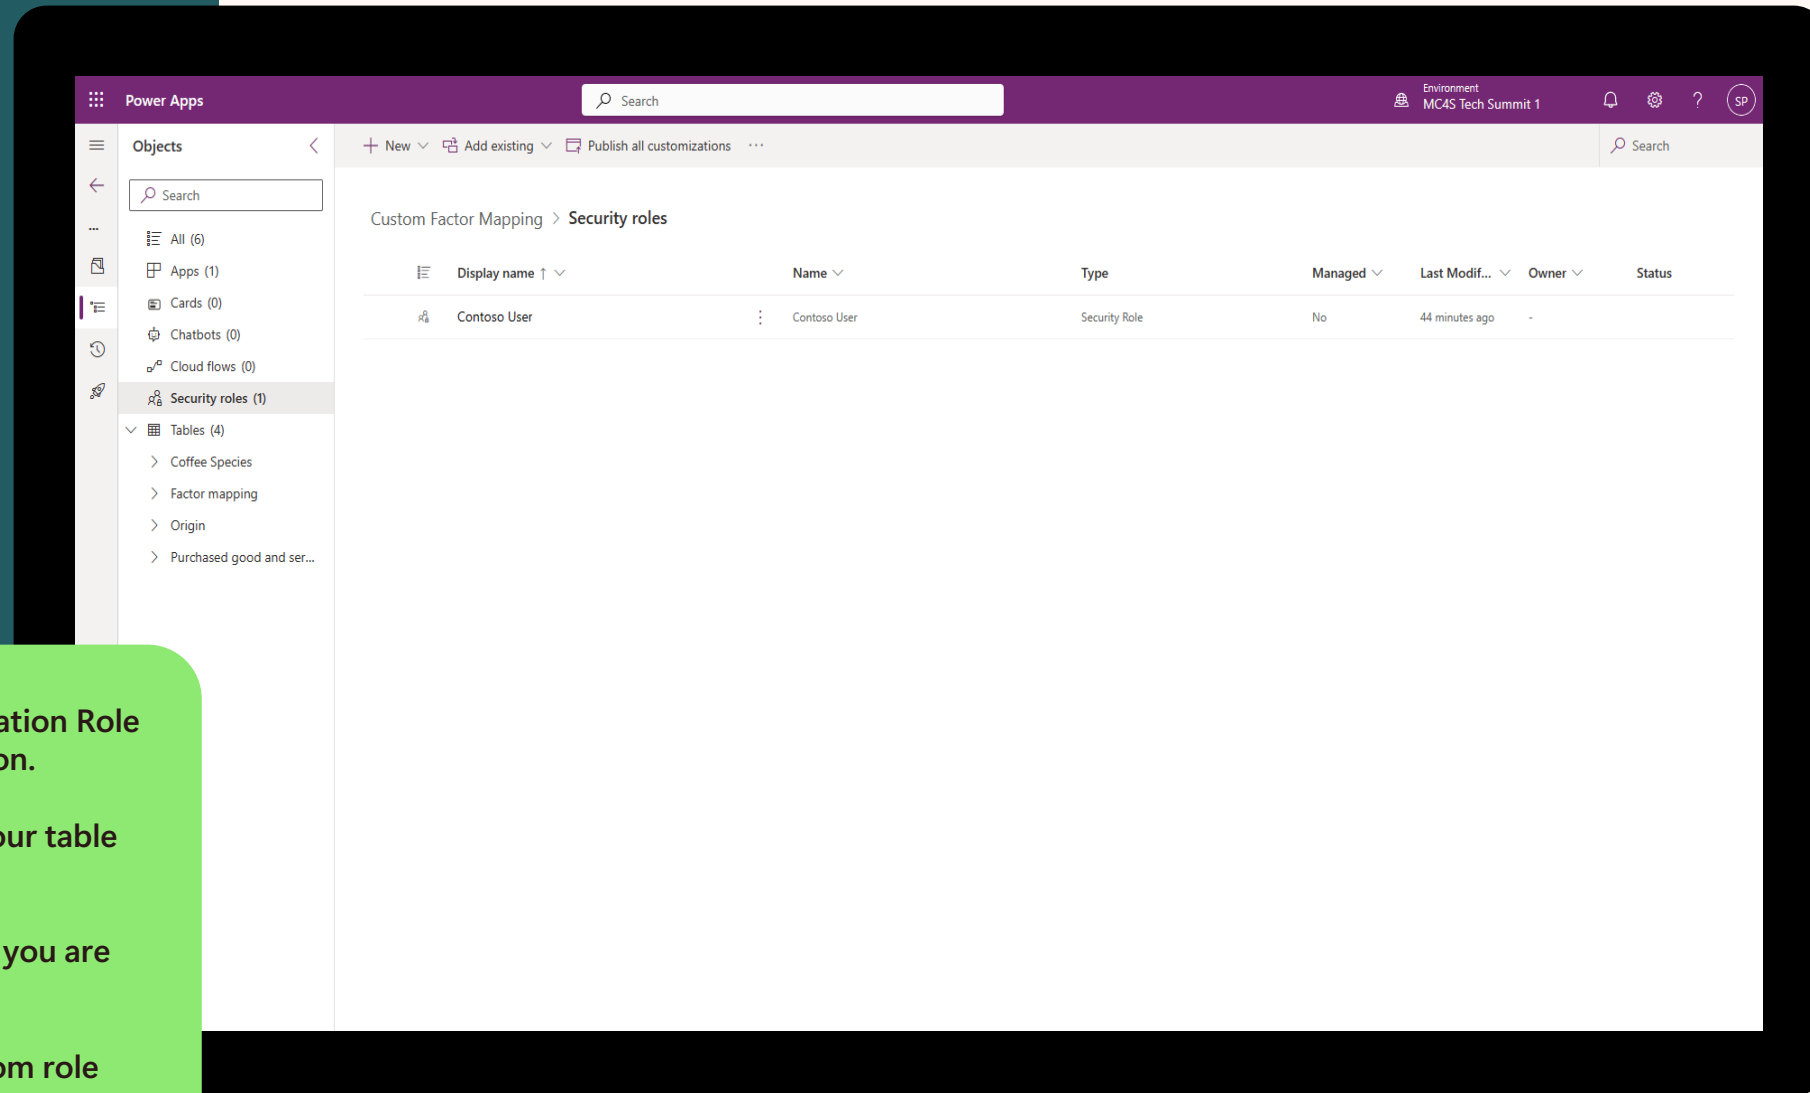 Power Apps
Search
Environment
MC4S Tech Summit 1
?
SP
Objects
New
Add existing
Publish all customizations
...
Search
Search
...
Custom Factor Mapping > Security roles
All (6)
Apps (1)
Cards (0)
Chatbots (0)
Cloud flows (0)
Security roles (1)
Tables (4)
Coffee Species
Factor mapping
Origin
Purchased good and ser...
Display name ↑ Name Type Managed Last Modif... Owner Status
Contoso User Contoso User Security Role No 44 minutes ago -
ation Role
on.
our table
you are
om role